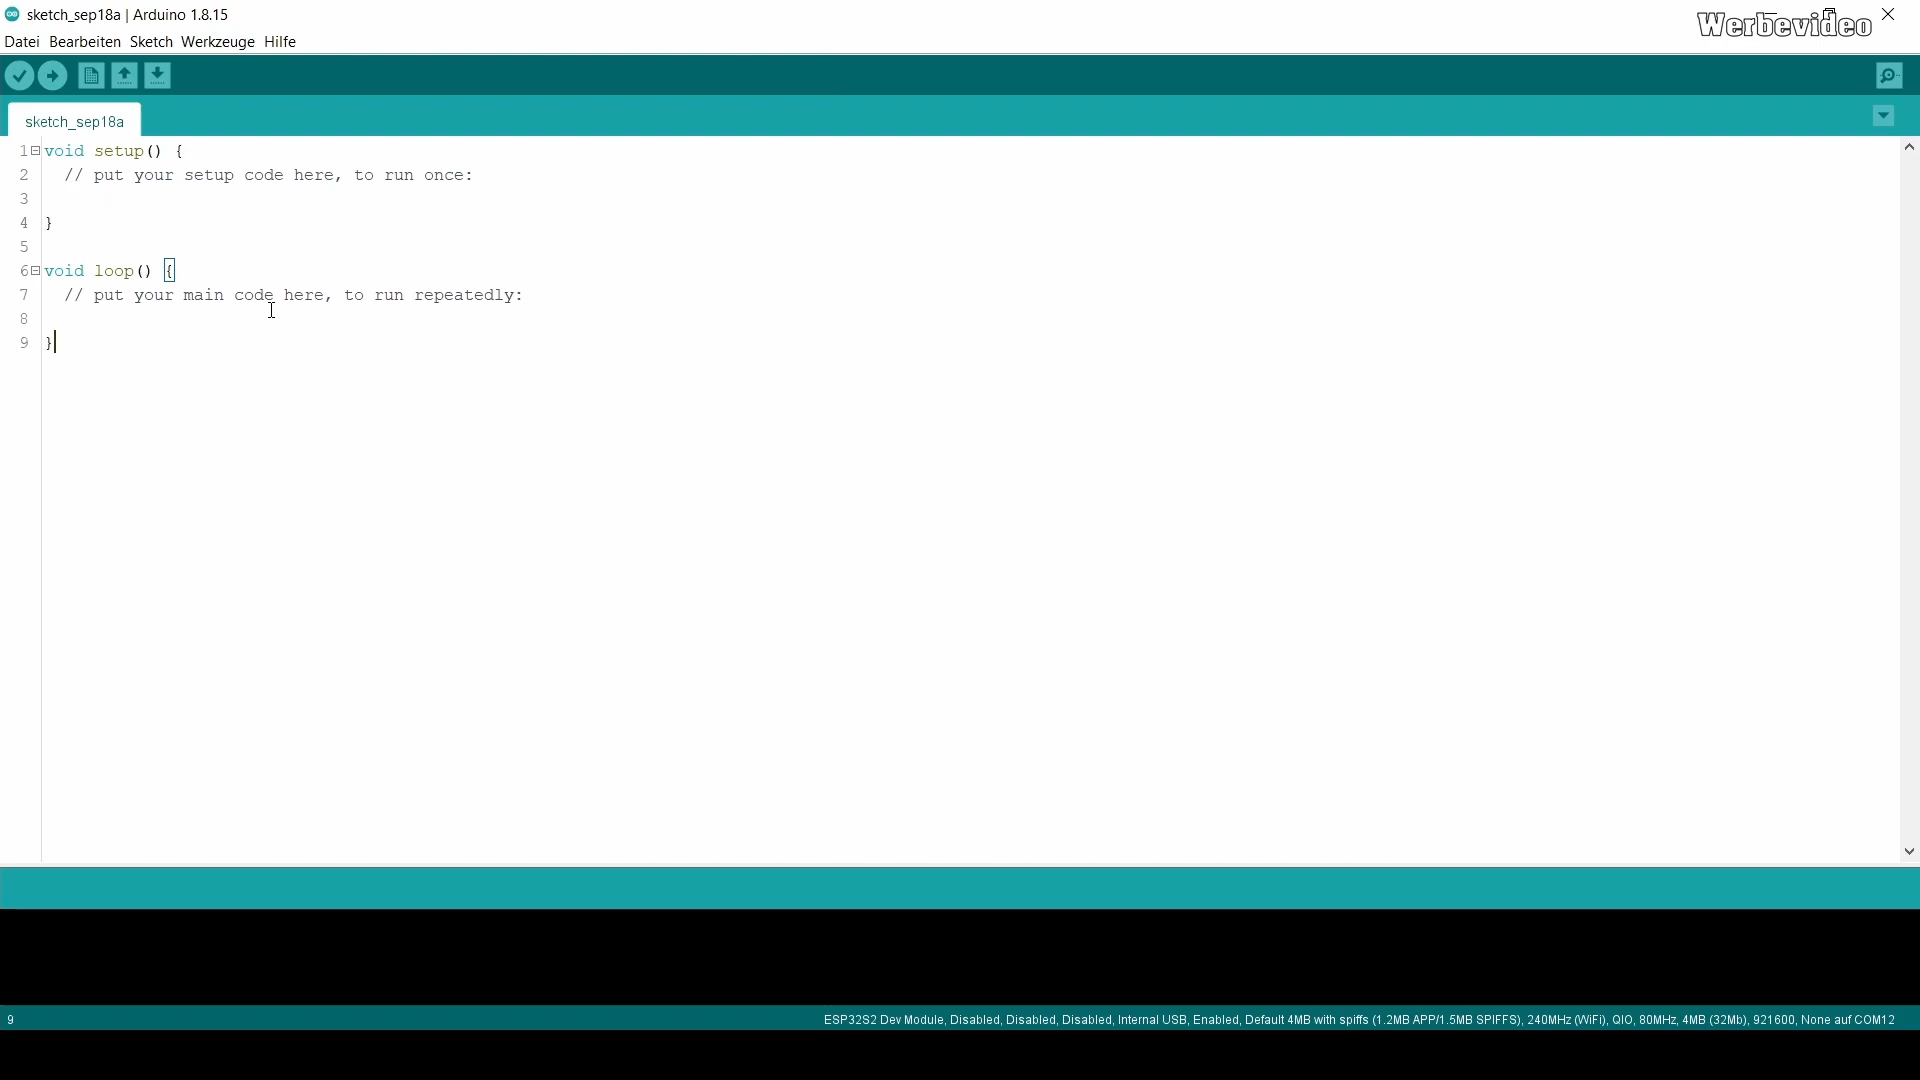 sketch_sep18a | Arduino 1.8.15
Werbevideo
Datei Bearbeiten Sketch Werkzeuge Hilfe
sketch_sep18a
1 void setup() {
2   // put your setup code here, to run once:
3
4 }
5
6 void loop() {
7   // put your main code here, to run repeatedly:
8
9 }
9
ESP32S2 Dev Module, Disabled, Disabled, Disabled, Internal USB, Enabled, Default 4MB with spiffs (1.2MB APP/1.5MB SPIFFS), 240MHz (WiFi), QIO, 80MHz, 4MB (32Mb), 921600, None auf COM12